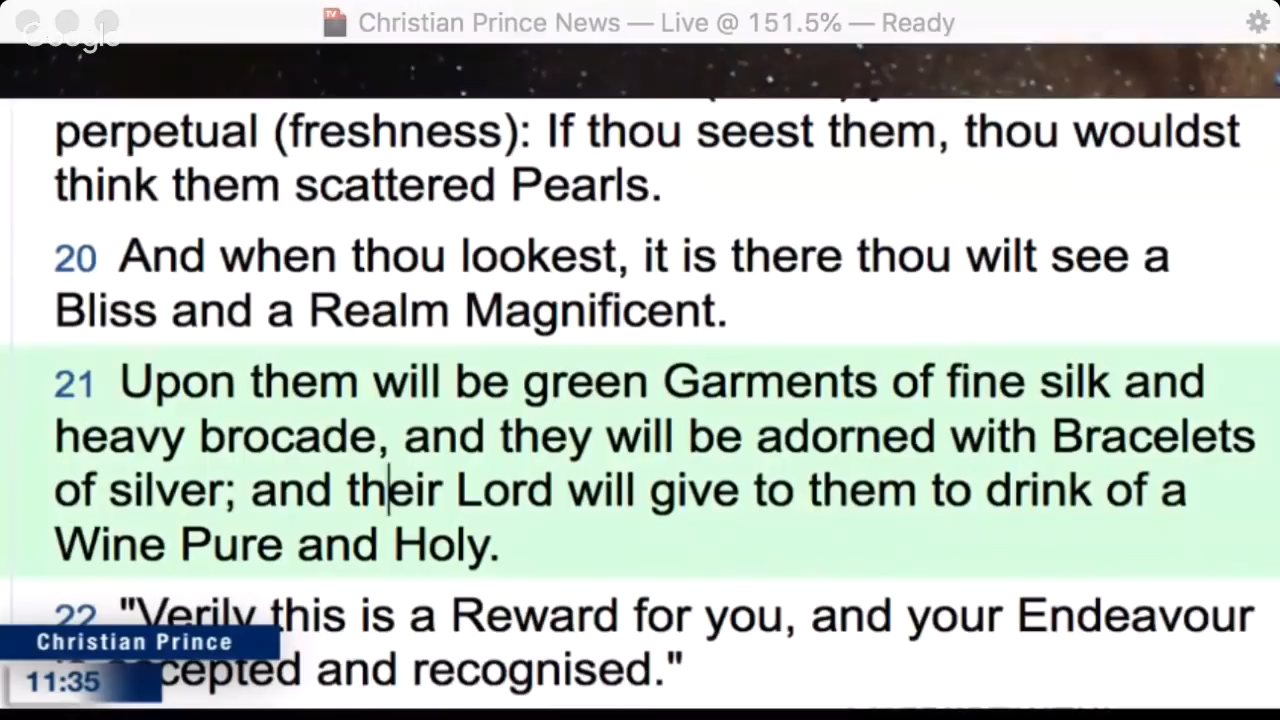 Christian Prince News — Live @ 151.5% — Ready
Google
perpetual (freshness): If thou seest them, thou wouldst
think them scattered Pearls.
20 And when thou lookest, it is there thou wilt see a
Bliss and a Realm Magnificent.
21 Upon them will be green Garments of fine silk and
heavy brocade, and they will be adorned with Bracelets
of silver; and their Lord will give to them to drink of a
Wine Pure and Holy.
22 "Verily this is a Reward for you, and your Endeavour
cepted and recognised."
Christian Prince
11:35